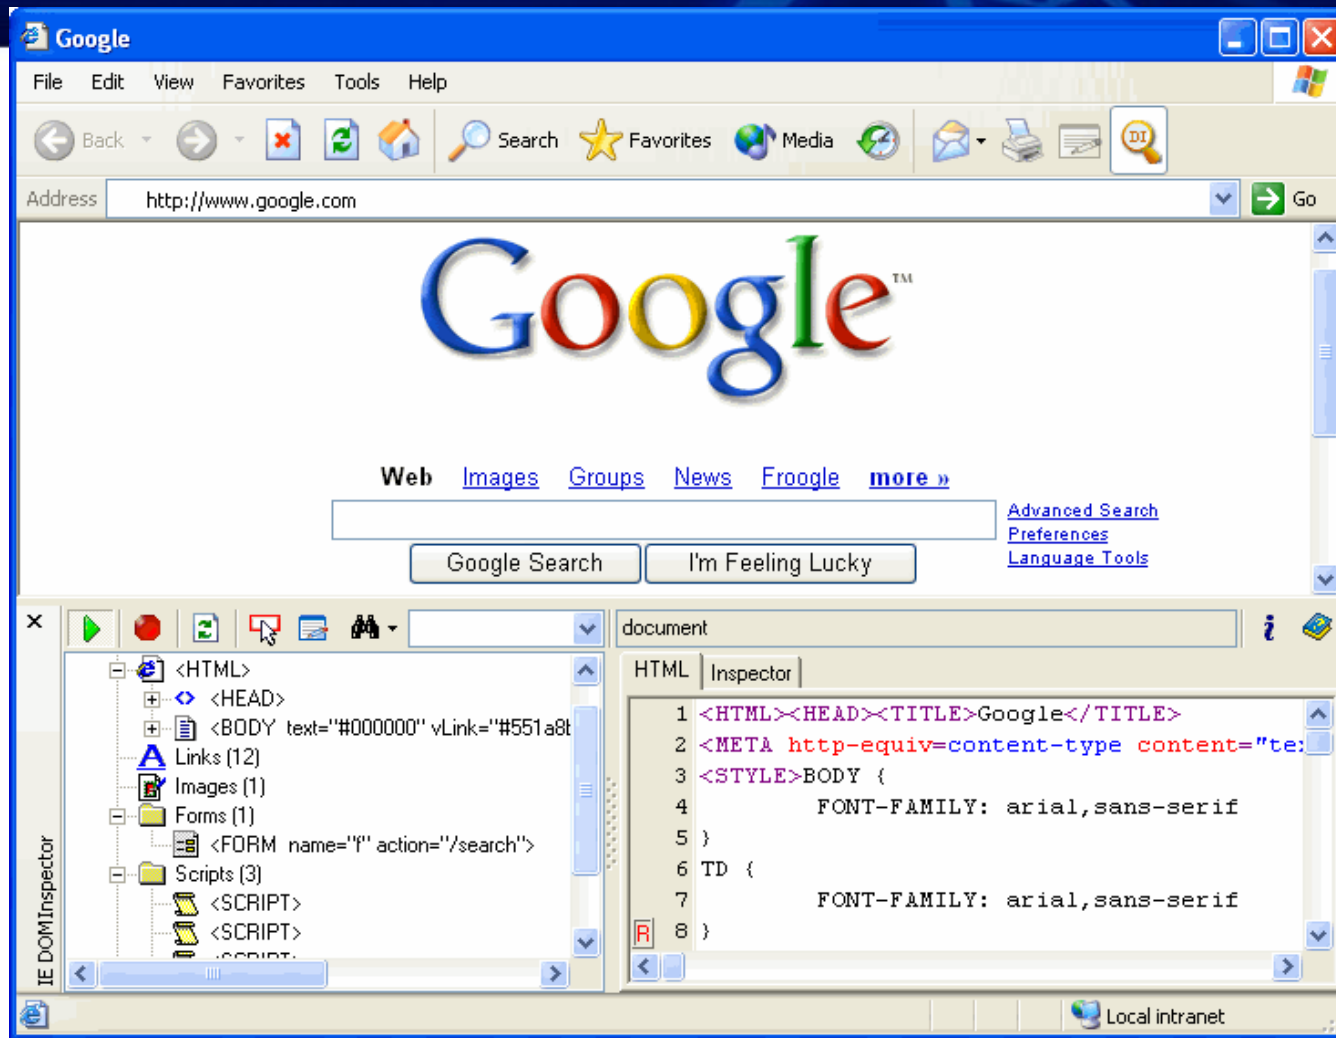 Google
File Edit View Favorites Tools Help
Back Search Favorites Media DI
Address http://www.google.com Go
Google™
Web Images Groups News Froogle more »
Advanced Search
Preferences
Language Tools
Google Search I'm Feeling Lucky
document
IE DOMInspector
<HTML>
<HEAD>
<BODY text="#000000" vLink="#551a8b
Links (12)
Images (1)
Forms (1)
<FORM name="f" action="/search">
Scripts (3)
<SCRIPT>
<SCRIPT>
<SCRIPT>
HTML Inspector
1 <HTML><HEAD><TITLE>Google</TITLE>
2 <META http-equiv=content-type content="te
3 <STYLE>BODY {
4 FONT-FAMILY: arial,sans-serif
5 }
6 TD {
7 FONT-FAMILY: arial,sans-serif
R 8 }
Local intranet